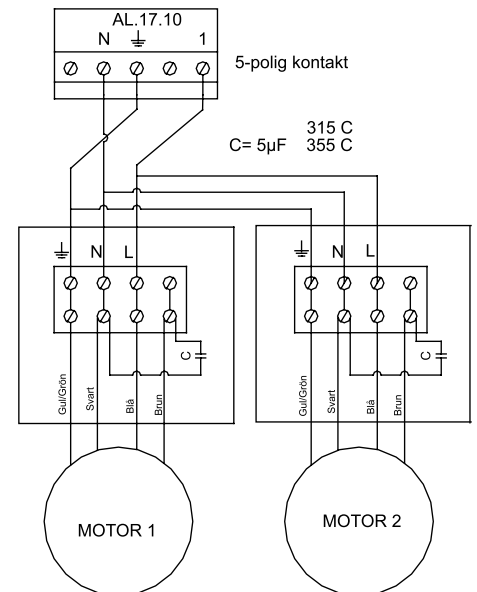 AL.17.10
N 1
5-polig kontakt
315 C
C= 5µF 355 C
N L
N L
C
C
Gul/Grön
Svart
Blå
Brun
Gul/Grön
Svart
Blå
Brun
MOTOR 1
MOTOR 2